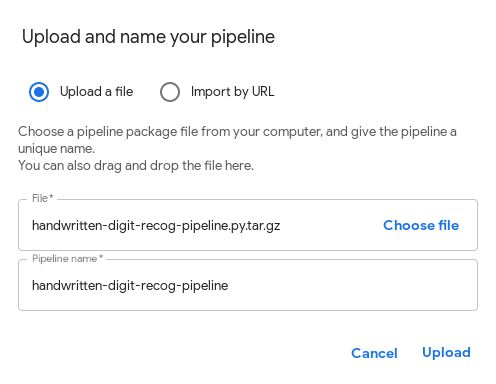 Upload and name your pipeline
Upload a file Import by URL
Choose a pipeline package file from your computer, and give the pipeline a
unique name.
You can also drag and drop the file here.
File*
handwritten-digit-recog-pipeline.py.tar.gz Choose file
Pipeline name*
handwritten-digit-recog-pipeline
Cancel Upload